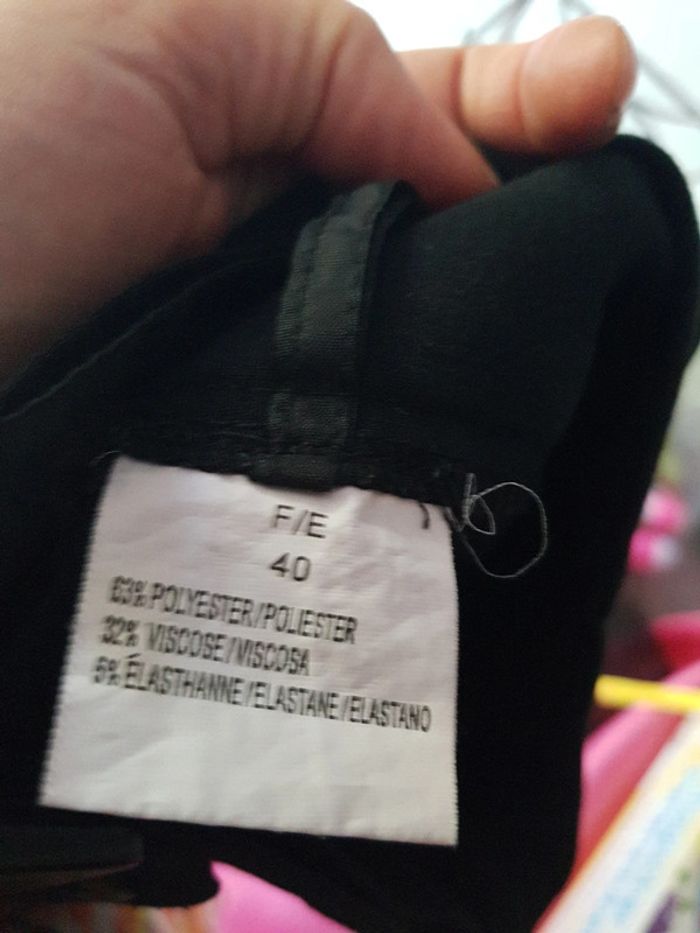 F/E
40
63% POLYESTER/POLIESTER
32% VISCOSE/VISCOSA
5% ÉLASTHANNE/ELASTANE/ELASTANO